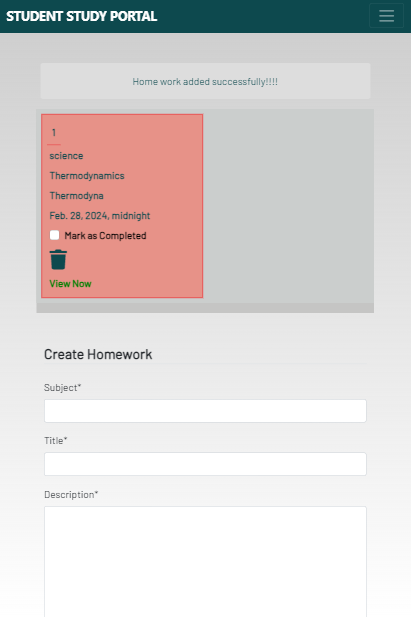 STUDENT STUDY PORTAL
Home work added successfully!!!!
1
science
Thermodynamics
Thermodyna
Feb. 28, 2024, midnight
Mark as Completed
View Now
Create Homework
Subject*
Title*
Description*